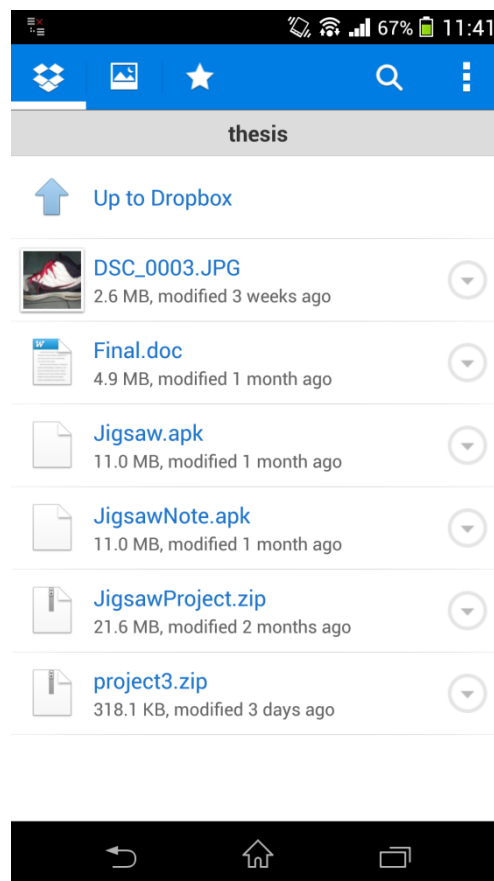 67% 11:41
thesis
Up to Dropbox
DSC_0003.JPG
2.6 MB, modified 3 weeks ago
W
Final.doc
4.9 MB, modified 1 month ago
Jigsaw.apk
11.0 MB, modified 1 month ago
JigsawNote.apk
11.0 MB, modified 1 month ago
JigsawProject.zip
21.6 MB, modified 2 months ago
project3.zip
318.1 KB, modified 3 days ago